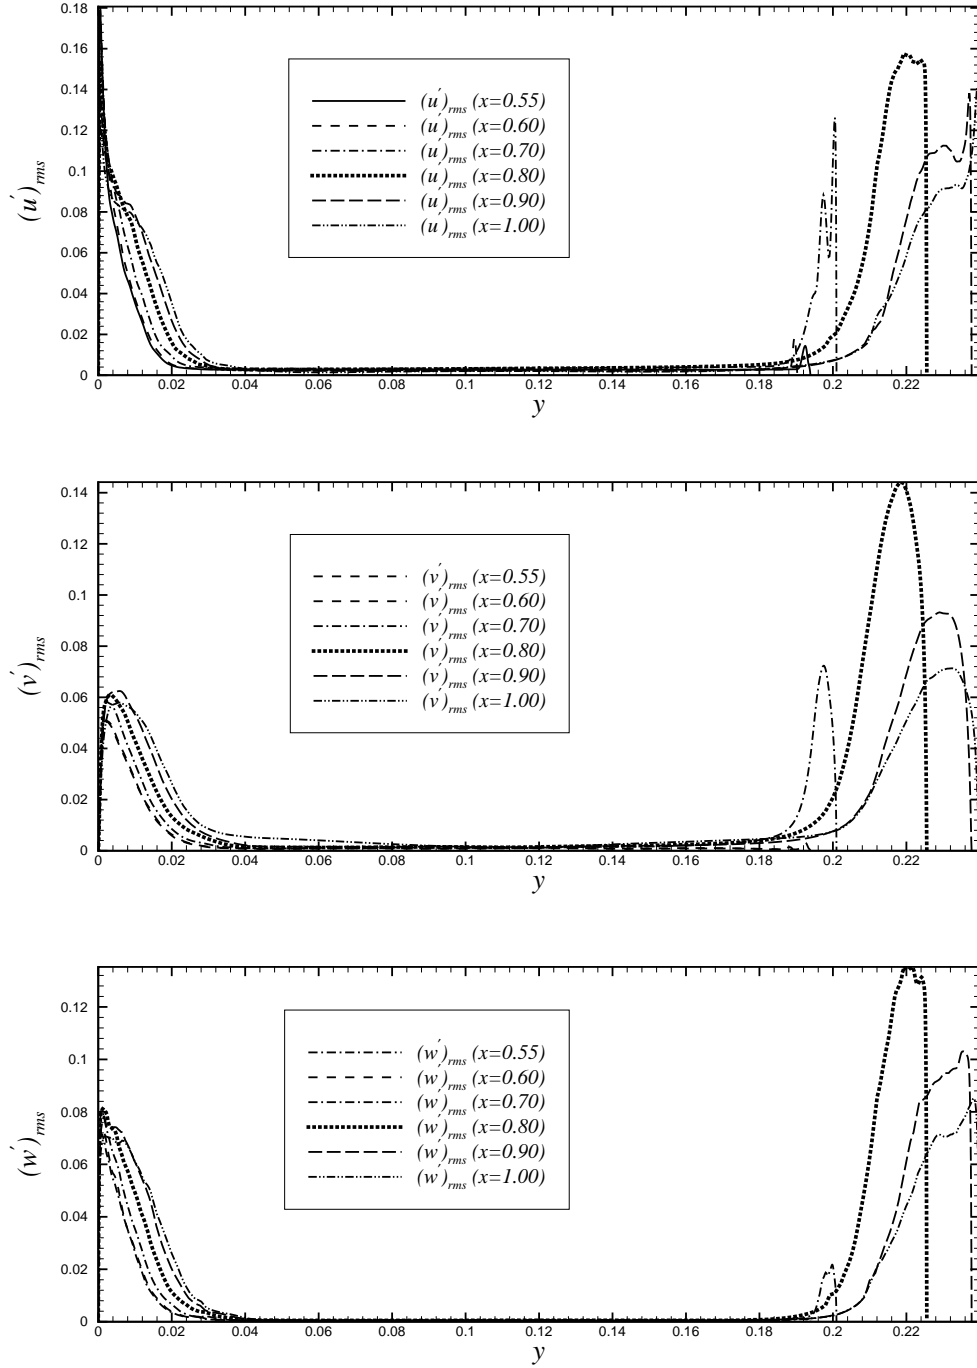 0.18
0.16
0.14
0.12
0.1
0.08
0.06
0.04
0.02
0
(u')rms
(u')rms (x=0.55)
(u')rms (x=0.60)
(u')rms (x=0.70)
(u')rms (x=0.80)
(u')rms (x=0.90)
(u')rms (x=1.00)
0 0.02 0.04 0.06 0.08 0.1 0.12 0.14 0.16 0.18 0.2 0.22
y
0.14
0.12
0.1
0.08
0.06
0.04
0.02
0
(v')rms
(v')rms (x=0.55)
(v')rms (x=0.60)
(v')rms (x=0.70)
(v')rms (x=0.80)
(v')rms (x=0.90)
(v')rms (x=1.00)
0 0.02 0.04 0.06 0.08 0.1 0.12 0.14 0.16 0.18 0.2 0.22
y
0.12
0.1
0.08
0.06
0.04
0.02
0
(w')rms
(w')rms (x=0.55)
(w')rms (x=0.60)
(w')rms (x=0.70)
(w')rms (x=0.80)
(w')rms (x=0.90)
(w')rms (x=1.00)
0 0.02 0.04 0.06 0.08 0.1 0.12 0.14 0.16 0.18 0.2 0.22
y